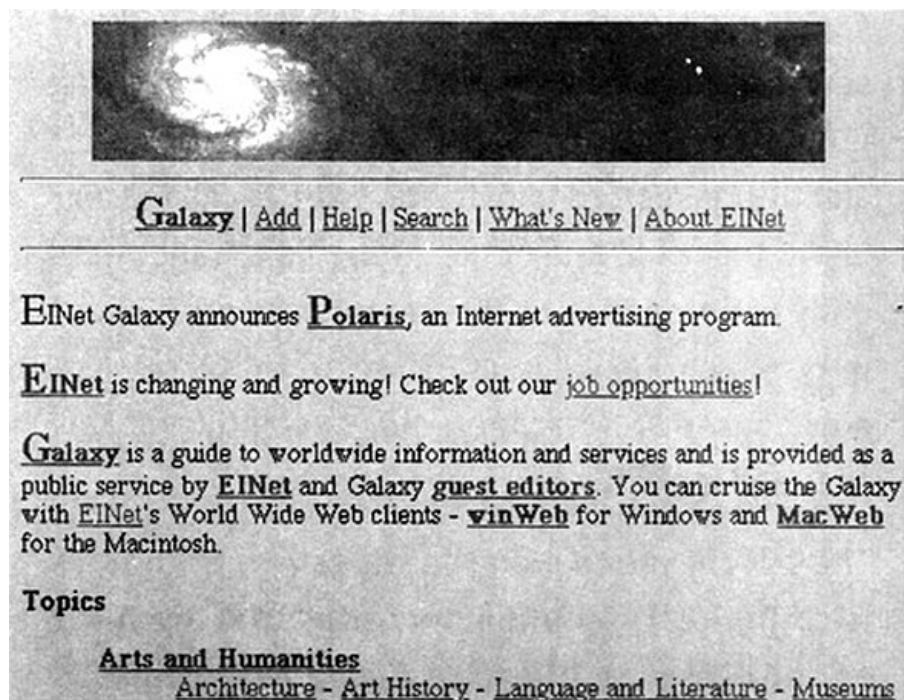 Galaxy | Add | Help | Search | What's New | About EINet
EINet Galaxy announces Polaris, an Internet advertising program.
EINet is changing and growing! Check out our job opportunities!
Galaxy is a guide to worldwide information and services and is provided as a
public service by EINet and Galaxy guest editors. You can cruise the Galaxy
with EINet's World Wide Web clients - winWeb for Windows and MacWeb
for the Macintosh.
Topics
Arts and Humanities
Architecture - Art History - Language and Literature - Museums